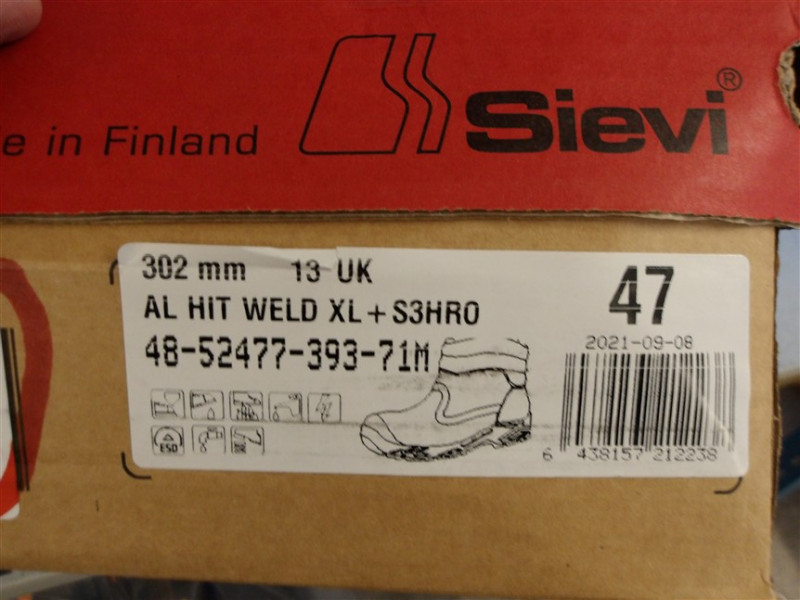 in Finland
Sievi®
302 mm 13 UK
47
AL HIT WELD XL+S3HRO
2021-09-08
48-52477-393-71M
ESD
6 438157 212238